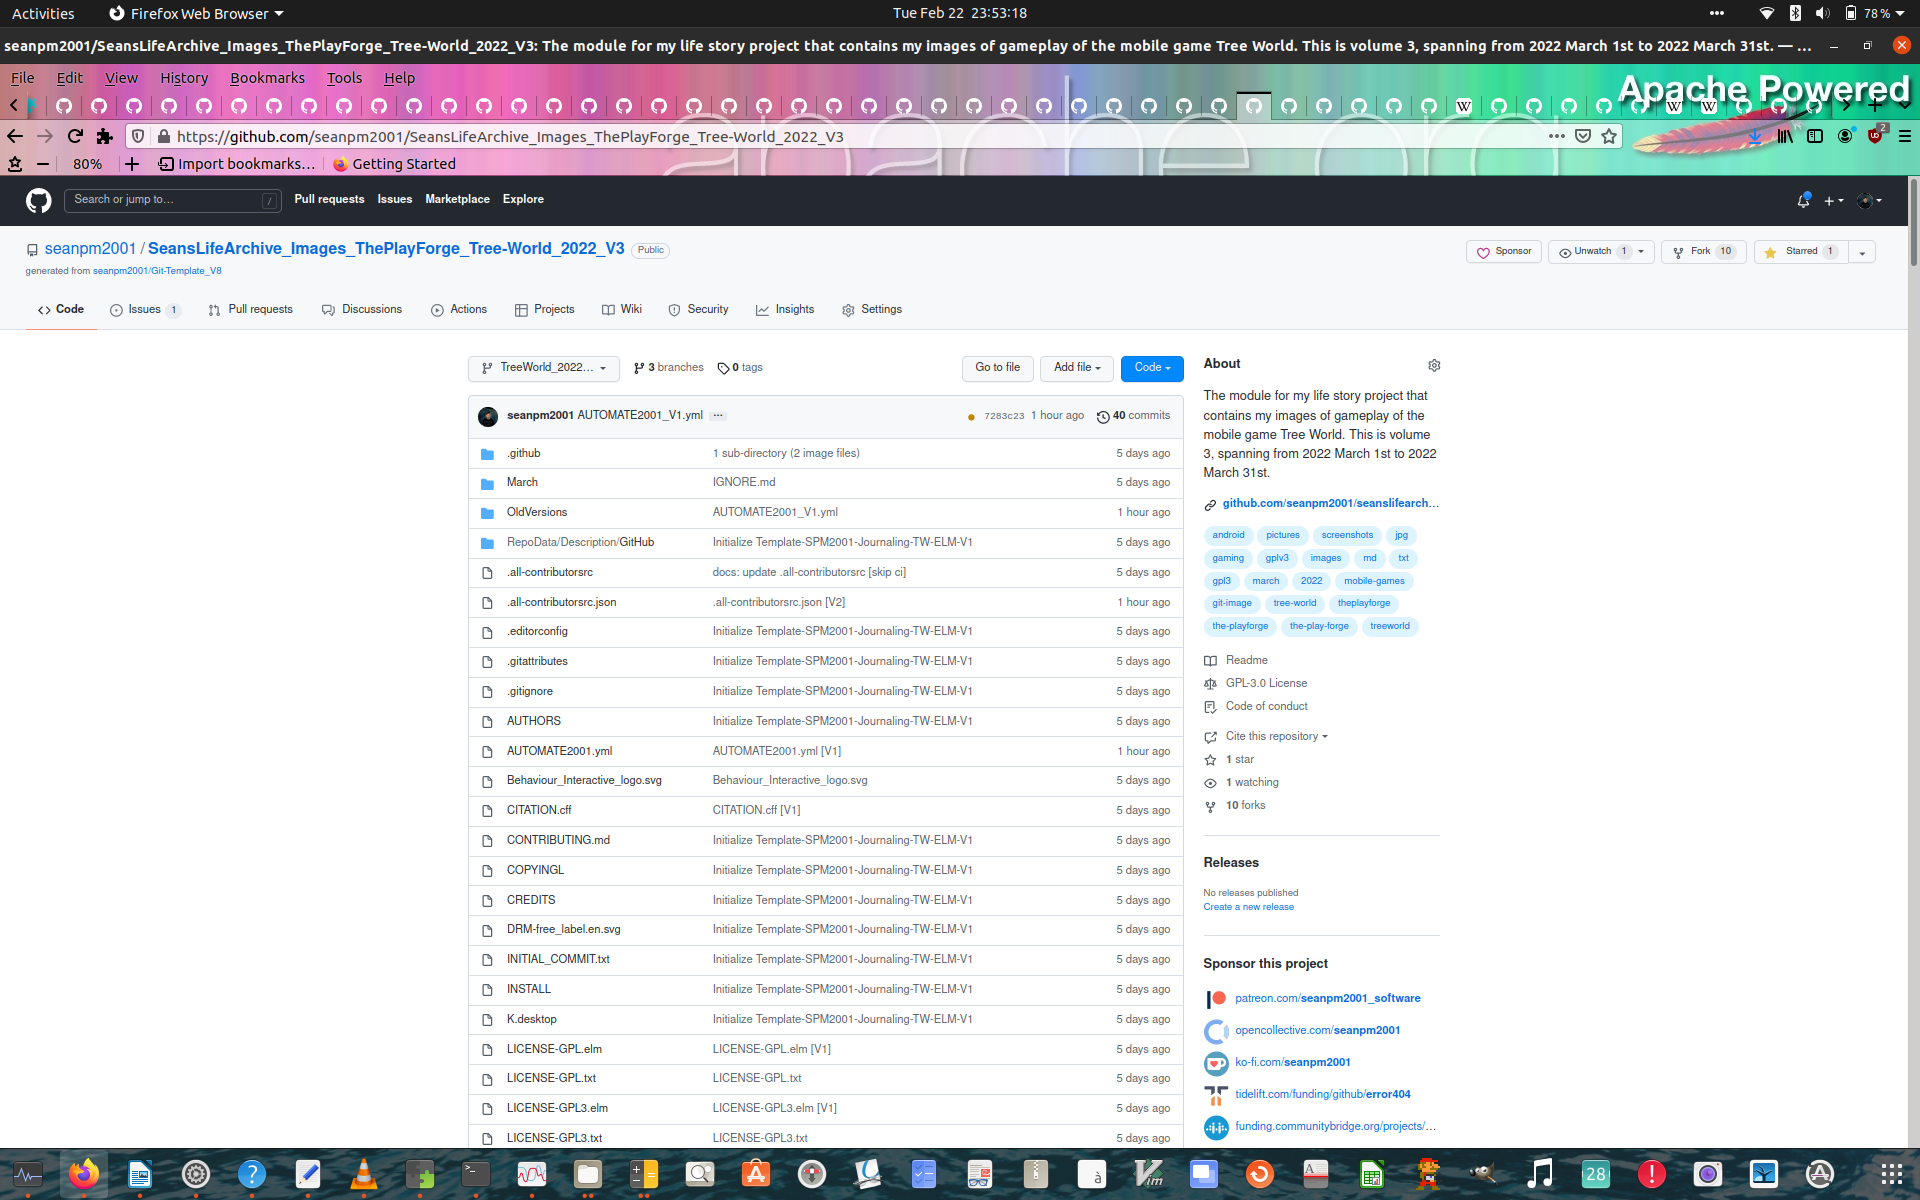 Activities Firefox Web Browser Tue Feb 22 23:53:18 78 %
seanpm2001/SeansLifeArchive_Images_ThePlayForge_Tree-World_2022_V3: The module for my life story project that contains my images of gameplay of the mobile game Tree World. This is volume 3, spanning from 2022 March 1st to 2022 March 31st. — ...
File Edit View History Bookmarks Tools Help
Apache Powered
https://github.com/seanpm2001/SeansLifeArchive_Images_ThePlayForge_Tree-World_2022_V3 2
80% Import bookmarks... Getting Started
Search or jump to... / Pull requests Issues Marketplace Explore
seanpm2001 / SeansLifeArchive_Images_ThePlayForge_Tree-World_2022_V3 Public Sponsor Unwatch 1 Fork 10 Starred 1
generated from seanpm2001/Git-Template_V8
Code Issues 1 Pull requests Discussions Actions Projects Wiki Security Insights Settings
TreeWorld_2022... 3 branches 0 tags Go to file Add file Code
seanpm2001 AUTOMATE2001_V1.yml ... 7283c23 1 hour ago 40 commits
.github 1 sub-directory (2 image files) 5 days ago
March IGNORE.md 5 days ago
OldVersions AUTOMATE2001_V1.yml 1 hour ago
RepoData/Description/GitHub Initialize Template-SPM2001-Journaling-TW-ELM-V1 5 days ago
.all-contributorsrc docs: update .all-contributorsrc [skip ci] 5 days ago
.all-contributorsrc.json .all-contributorsrc.json [V2] 1 hour ago
.editorconfig Initialize Template-SPM2001-Journaling-TW-ELM-V1 5 days ago
.gitattributes Initialize Template-SPM2001-Journaling-TW-ELM-V1 5 days ago
.gitignore Initialize Template-SPM2001-Journaling-TW-ELM-V1 5 days ago
AUTHORS Initialize Template-SPM2001-Journaling-TW-ELM-V1 5 days ago
AUTOMATE2001.yml AUTOMATE2001.yml [V1] 1 hour ago
Behaviour_Interactive_logo.svg Behaviour_Interactive_logo.svg 5 days ago
CITATION.cff CITATION.cff [V1] 5 days ago
CONTRIBUTING.md Initialize Template-SPM2001-Journaling-TW-ELM-V1 5 days ago
COPYINGL Initialize Template-SPM2001-Journaling-TW-ELM-V1 5 days ago
CREDITS Initialize Template-SPM2001-Journaling-TW-ELM-V1 5 days ago
DRM-free_label.en.svg Initialize Template-SPM2001-Journaling-TW-ELM-V1 5 days ago
INITIAL_COMMIT.txt Initialize Template-SPM2001-Journaling-TW-ELM-V1 5 days ago
INSTALL Initialize Template-SPM2001-Journaling-TW-ELM-V1 5 days ago
K.desktop Initialize Template-SPM2001-Journaling-TW-ELM-V1 5 days ago
LICENSE-GPL.elm LICENSE-GPL.elm [V1] 5 days ago
LICENSE-GPL.txt LICENSE-GPL.txt 5 days ago
LICENSE-GPL3.elm LICENSE-GPL3.elm [V1] 5 days ago
LICENSE-GPL3.txt LICENSE-GPL3.txt 5 days ago
About
The module for my life story project that
contains my images of gameplay of the
mobile game Tree World. This is volume
3, spanning from 2022 March 1st to 2022
March 31st.
github.com/seanpm2001/seanslifearch...
android pictures screenshots jpg
gaming gplv3 images md txt
gpl3 march 2022 mobile-games
git-image tree-world theplayforge
the-playforge the-play-forge treeworld
Readme
GPL-3.0 License
Code of conduct
Cite this repository
1 star
1 watching
10 forks
Releases
No releases published
Create a new release
Sponsor this project
patreon.com/seanpm2001_software
opencollective.com/seanpm2001
ko-fi.com/seanpm2001
tidelift.com/funding/github/error404
funding.communitybridge.org/projects/...
28